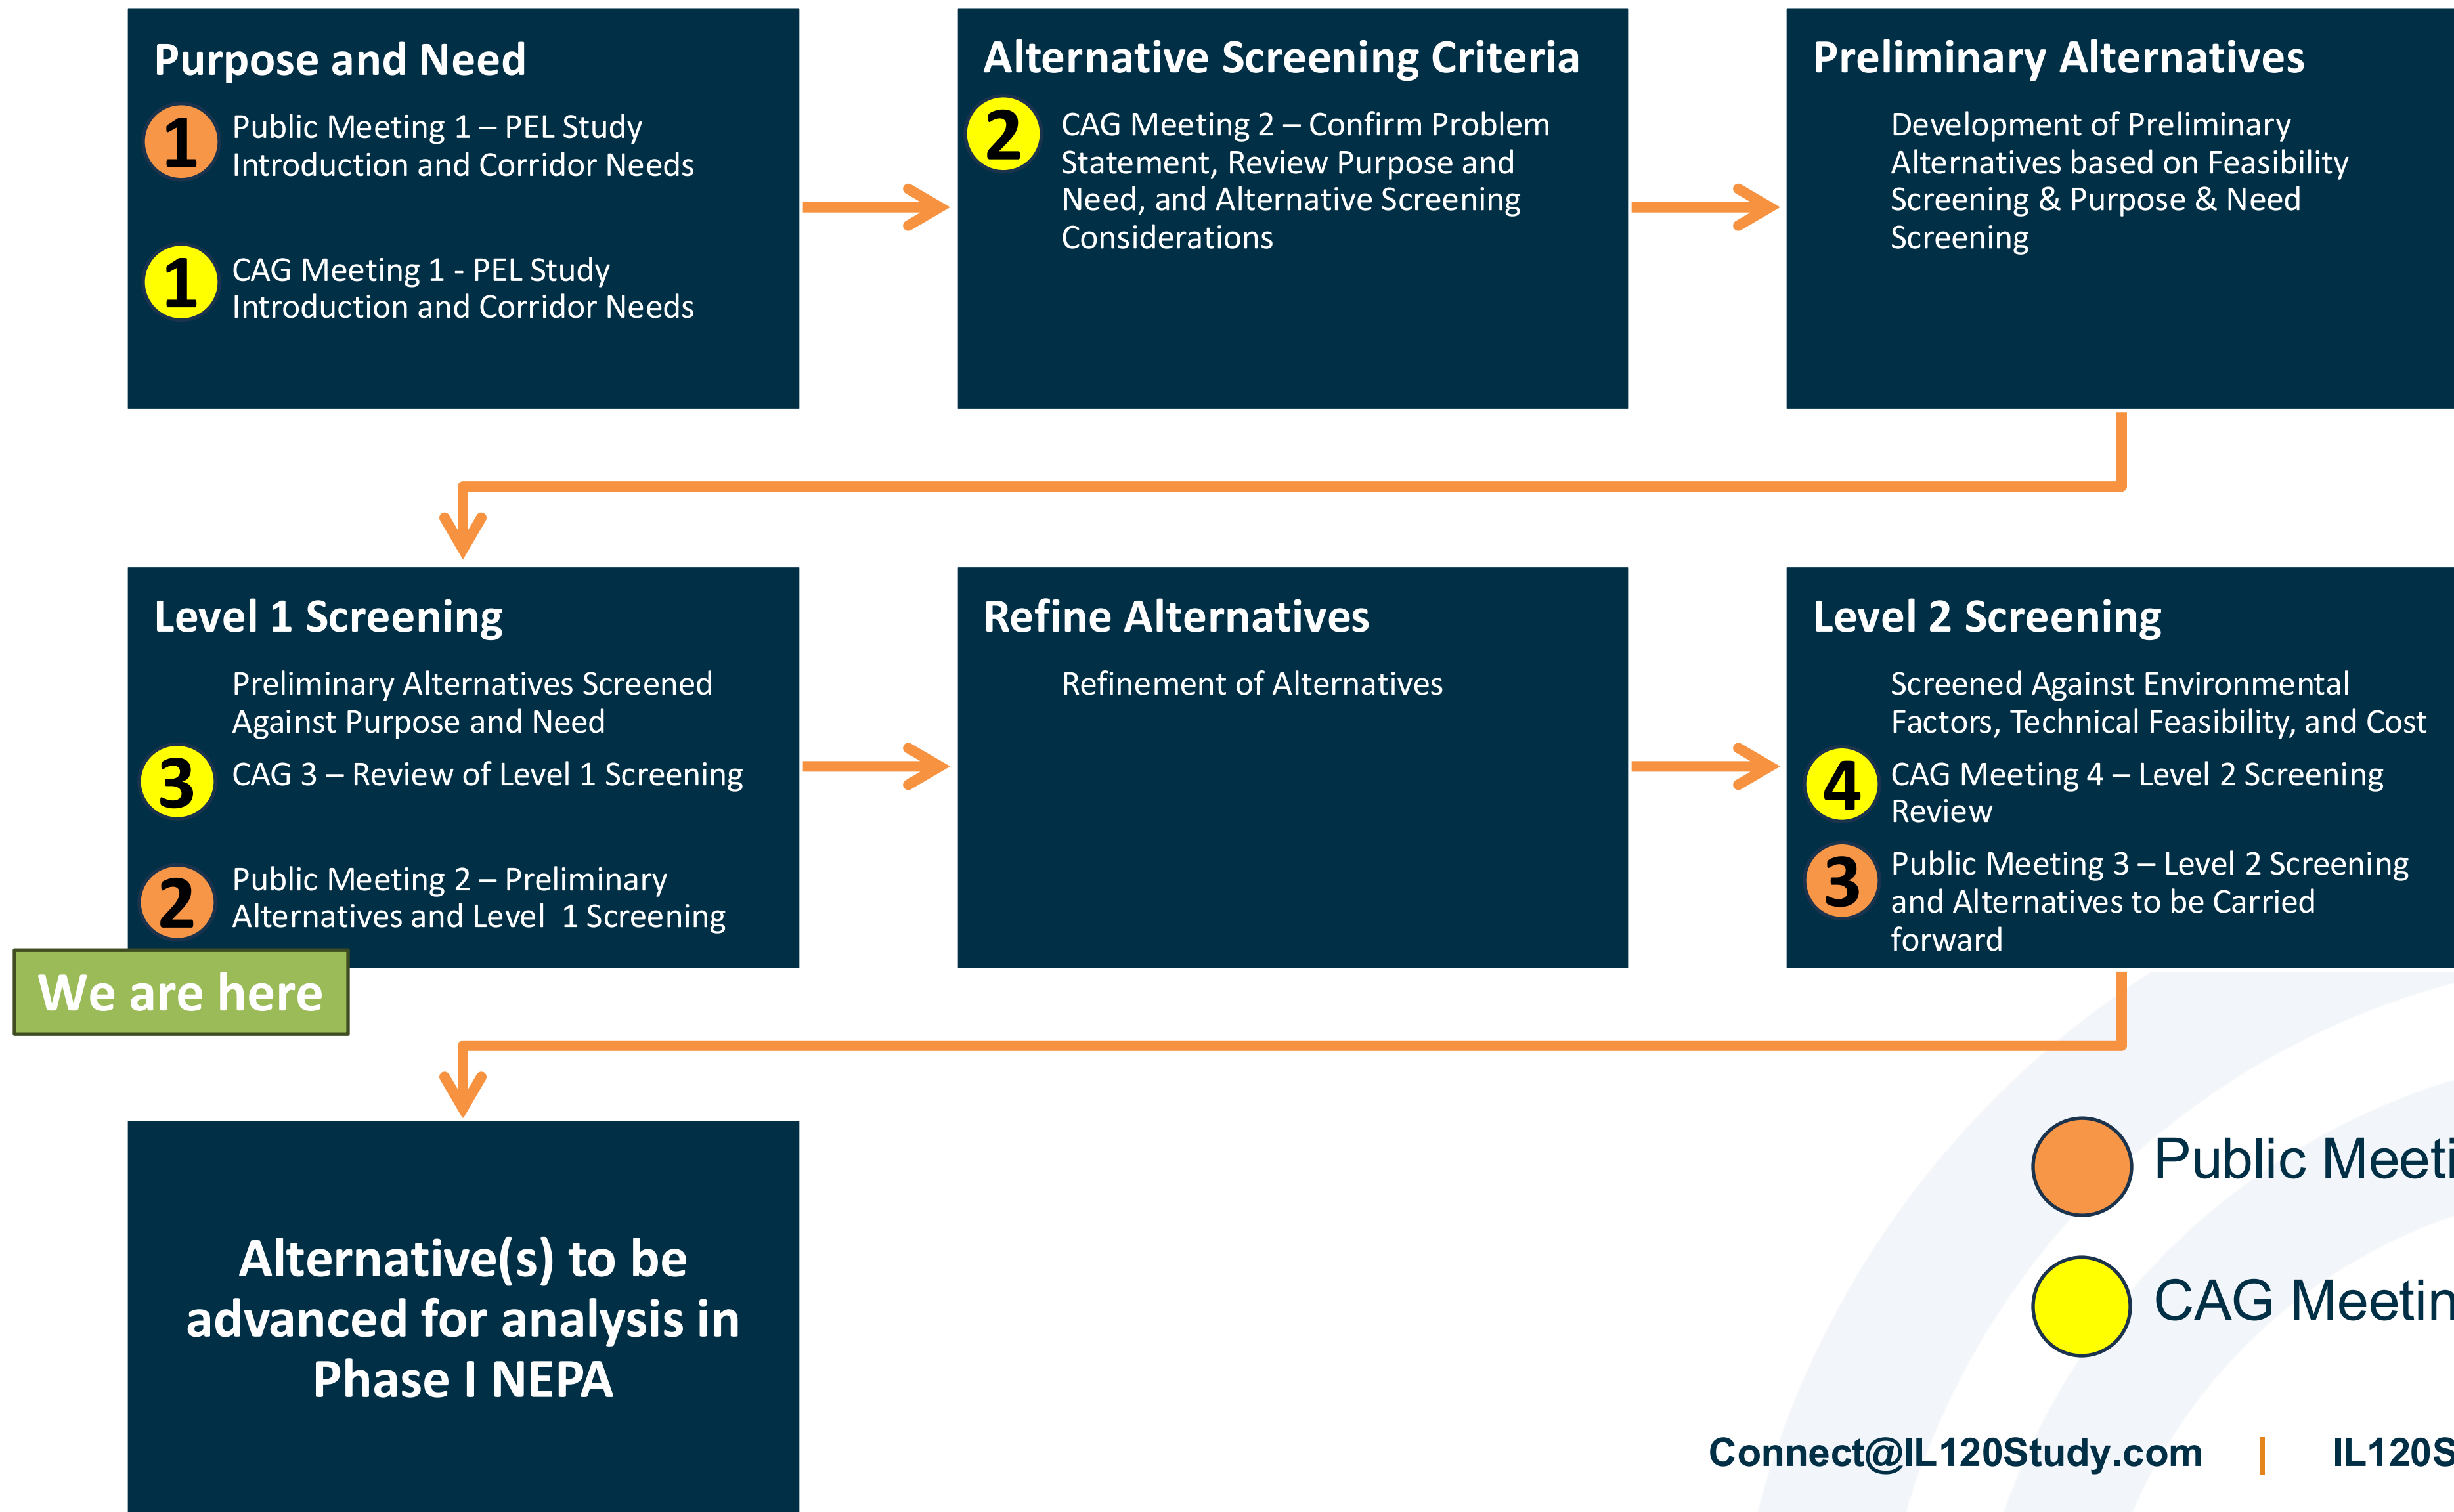 Purpose and Need
1
Public Meeting 1 – PEL Study
Introduction and Corridor Needs
1
CAG Meeting 1 - PEL Study
Introduction and Corridor Needs
Alternative Screening Criteria
2
CAG Meeting 2 – Confirm Problem
Statement, Review Purpose and
Need, and Alternative Screening
Considerations
Preliminary Alternatives
Development of Preliminary
Alternatives based on Feasibility
Screening & Purpose & Need
Screening
Level 1 Screening
Preliminary Alternatives Screened
Against Purpose and Need
3
CAG 3 – Review of Level 1 Screening
2
Public Meeting 2 – Preliminary
Alternatives and Level 1 Screening
We are here
Refine Alternatives
Refinement of Alternatives
Level 2 Screening
Screened Against Environmental
Factors, Technical Feasibility, and Cost
4
CAG Meeting 4 – Level 2 Screening
Review
3
Public Meeting 3 – Level 2 Screening
and Alternatives to be Carried
forward
Alternative(s) to be
advanced for analysis in
Phase I NEPA
Public
CAG
Connect@IL120Study.com |